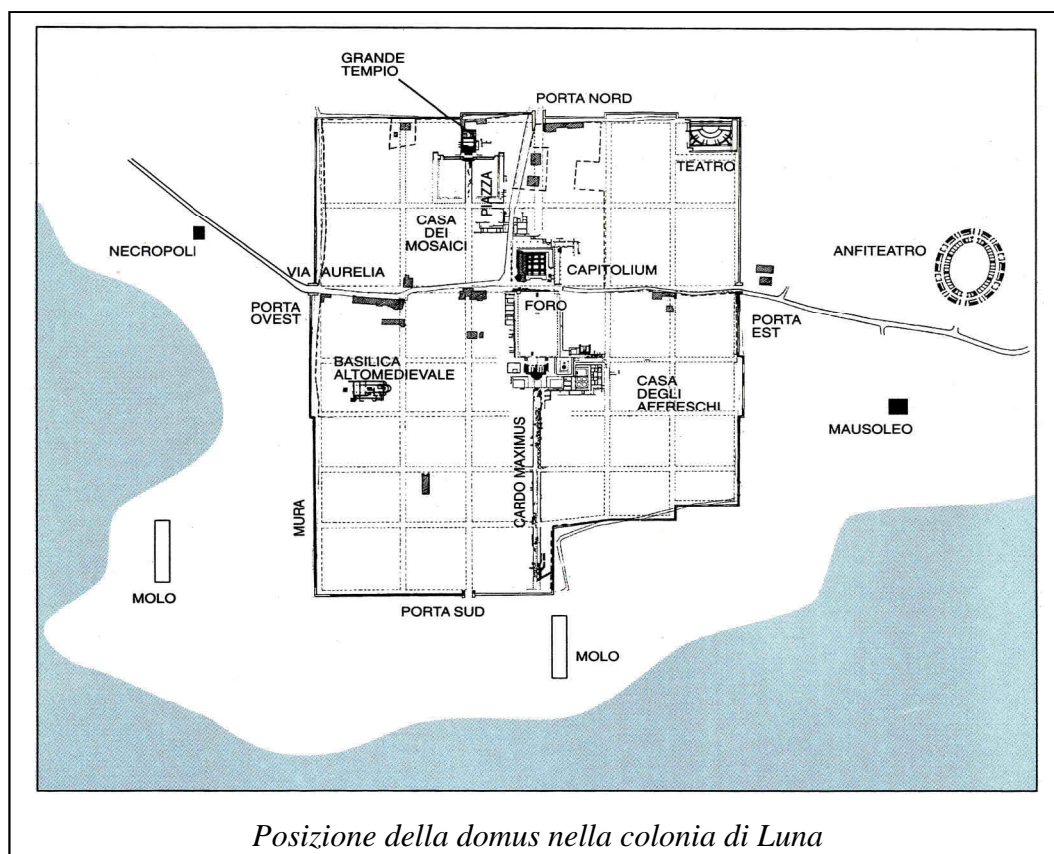 GRANDE
TEMPIO
PORTA NORD
TEATRO
PIAZZA
CASA
DEI
MOSAICI
NECROPOLI
ANFITEATRO
VIA AURELIA
CAPITOLIUM
PORTA
OVEST
FORO
PORTA
EST
BASILICA
ALTOMEDIEVALE
CASA
DEGLI
AFFRESCHI
MAUSOLEO
CARDO MAXIMUS
MURA
MOLO
PORTA SUD
MOLO
Posizione della domus nella colonia di Luna